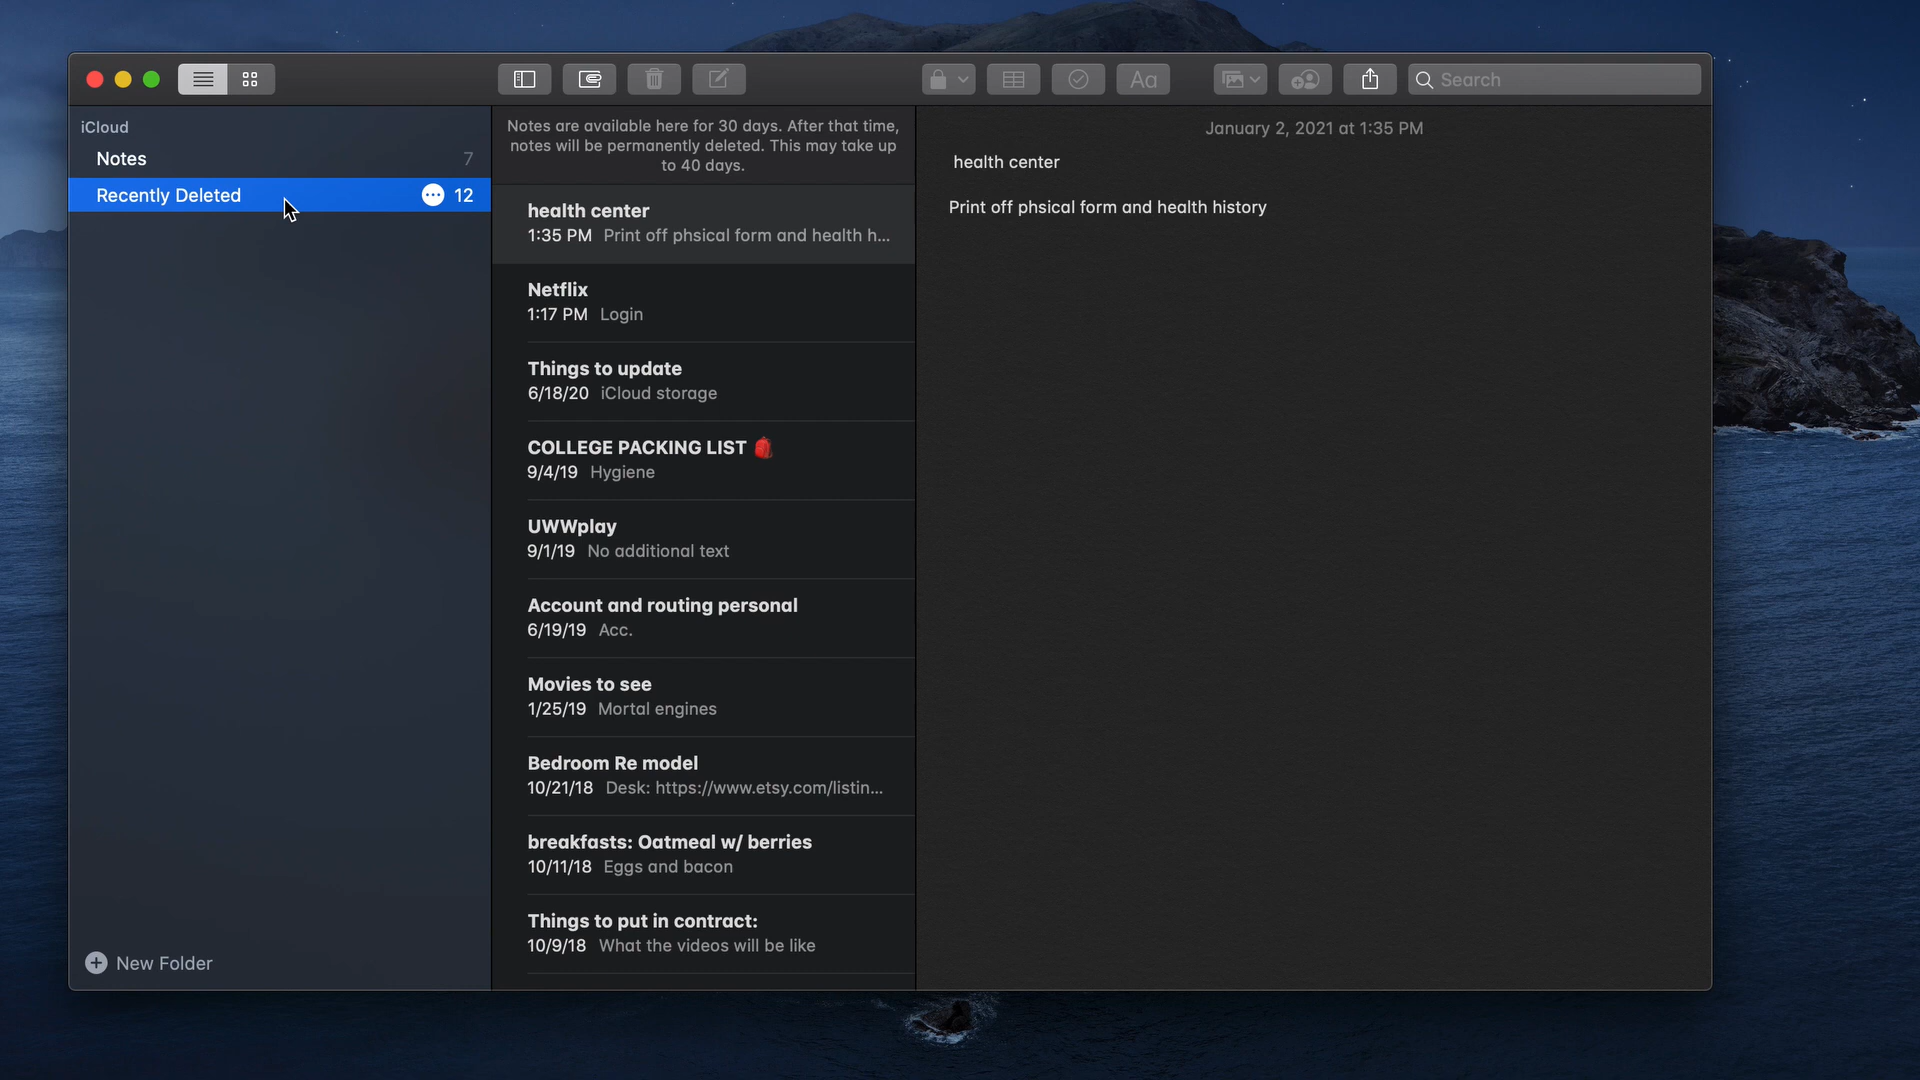 Aa
Search
iCloud
Notes 7
Recently Deleted 12
New Folder
Notes are available here for 30 days. After that time,
notes will be permanently deleted. This may take up
to 40 days.
health center
1:35 PM Print off phsical form and health h...
Netflix
1:17 PM Login
Things to update
6/18/20 iCloud storage
COLLEGE PACKING LIST 🎒
9/4/19 Hygiene
UWWplay
9/1/19 No additional text
Account and routing personal
6/19/19 Acc.
Movies to see
1/25/19 Mortal engines
Bedroom Re model
10/21/18 Desk: https://www.etsy.com/listin...
breakfasts: Oatmeal w/ berries
10/11/18 Eggs and bacon
Things to put in contract:
10/9/18 What the videos will be like
January 2, 2021 at 1:35 PM
health center
Print off phsical form and health history